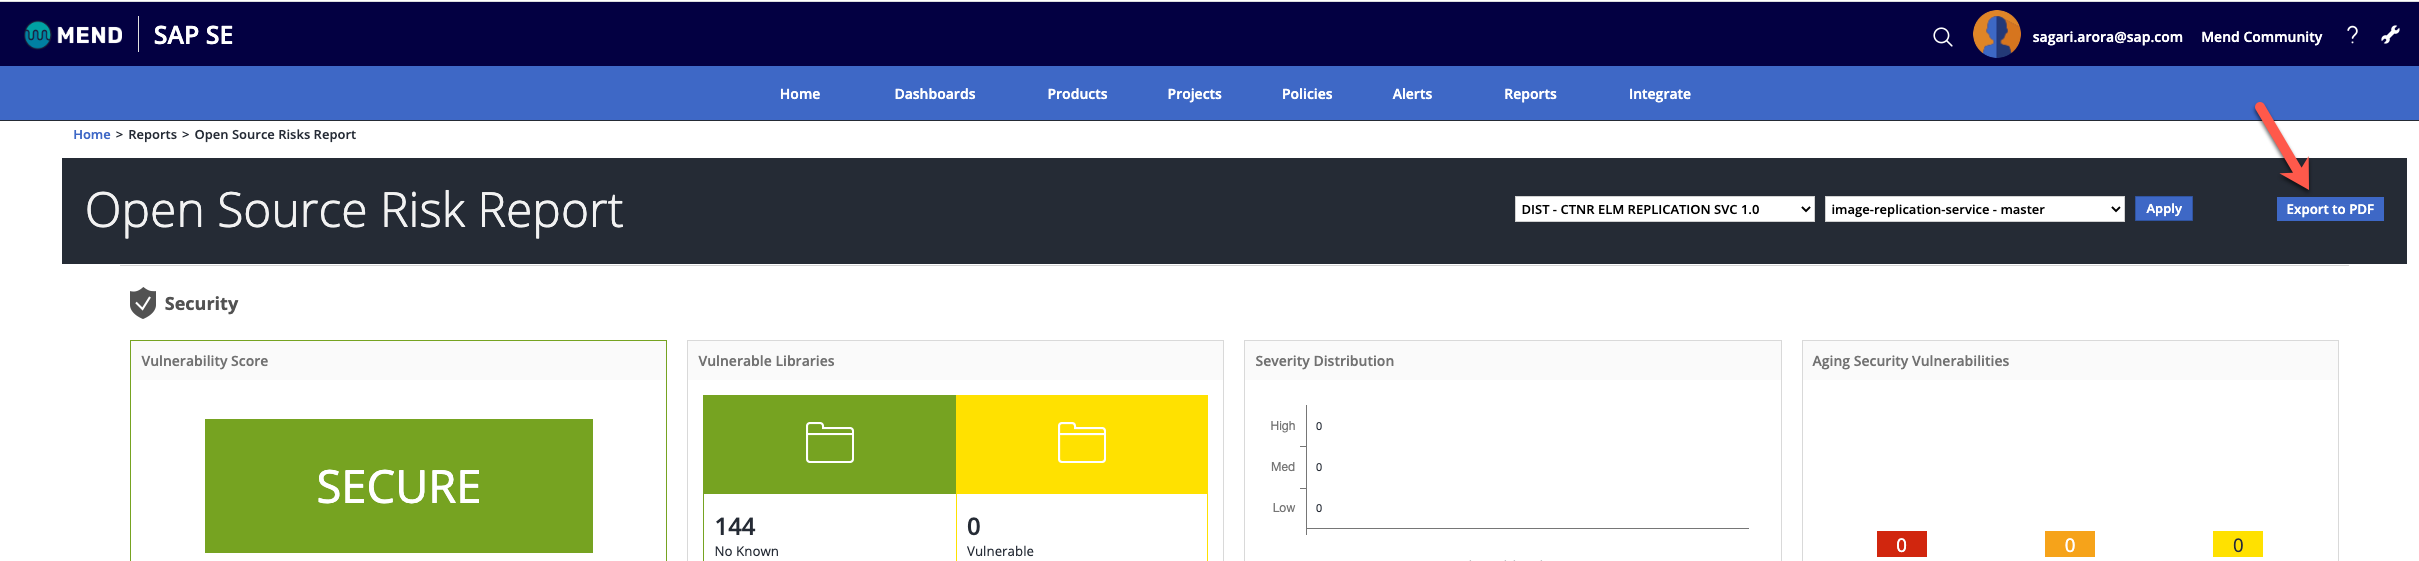 MEND SAP SE sagari.arora@sap.com Mend Community ?
Home Dashboards Products Projects Policies Alerts Reports Integrate
Home > Reports > Open Source Risks Report
Open Source Risk Report DIST - CTNR ELM REPLICATION SVC 1.0 image-replication-service - master Apply Export to PDF
Security
Vulnerability Score
SECURE
Vulnerable Libraries
144
No Known
0
Vulnerable
Severity Distribution
High 0
Med 0
Low 0
Aging Security Vulnerabilities
0 0 0